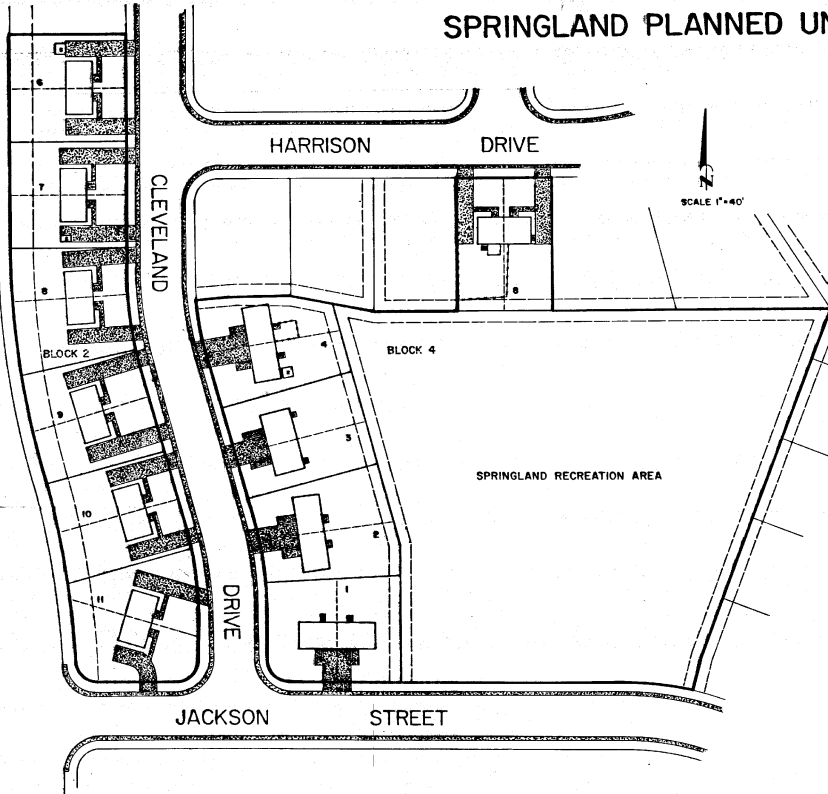 SPRINGLAND PLANNED UN
HARRISON DRIVE
N
SCALE 1"=40'
CLEVELAND
DRIVE
6
7
8
BLOCK 2
9
10
11
4
3
2
1
8
BLOCK 4
SPRINGLAND RECREATION AREA
JACKSON STREET